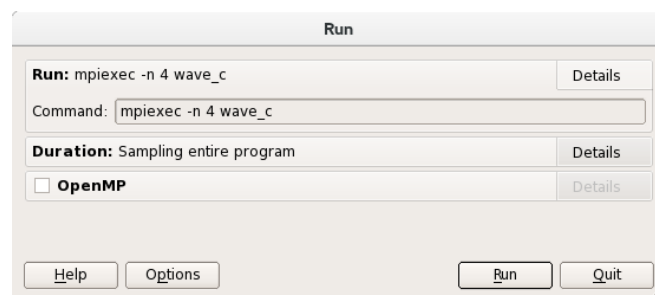 Run
Run: mpiexec -n 4 wave_c Details
Command: mpiexec -n 4 wave_c
Duration: Sampling entire program Details
OpenMP Details
Help Options Run Quit